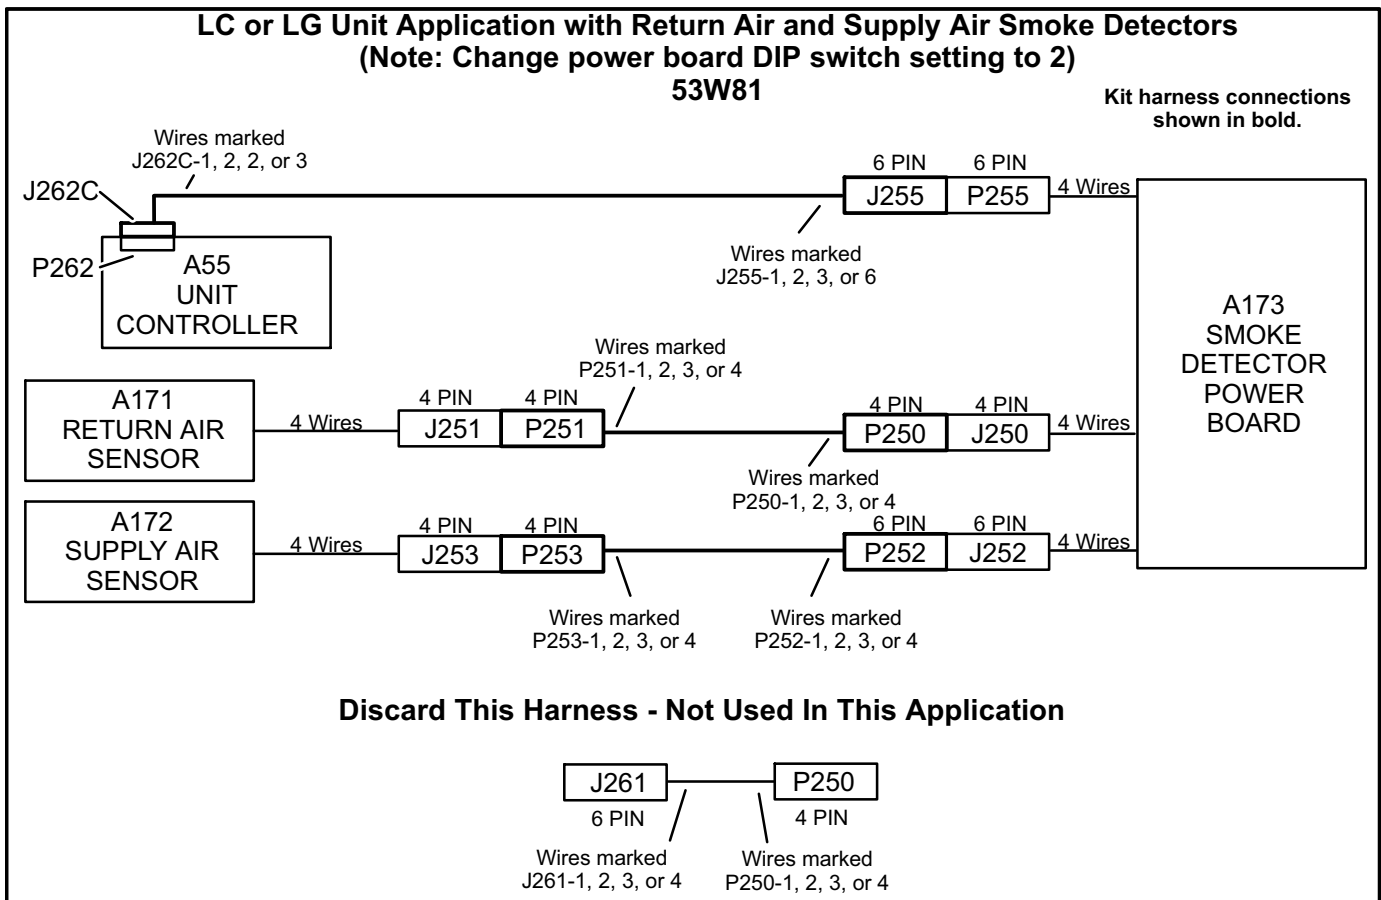 LC or LG Unit Application with Return Air and Supply Air Smoke Detectors
(Note: Change power board DIP switch setting to 2)
53W81
Kit harness connections
shown in bold.
Wires marked
J262C-1, 2, 2, or 3
J262C
P262
A55
UNIT
CONTROLLER
6 PIN
6 PIN
J255
P255
4 Wires
Wires marked
J255-1, 2, 3, or 6
A173
SMOKE
DETECTOR
POWER
BOARD
Wires marked
P251-1, 2, 3, or 4
A171
RETURN AIR
SENSOR
4 Wires
4 PIN
4 PIN
J251
P251
4 PIN
4 PIN
P250
J250
4 Wires
Wires marked
P250-1, 2, 3, or 4
A172
SUPPLY AIR
SENSOR
4 Wires
4 PIN
4 PIN
J253
P253
6 PIN
6 PIN
P252
J252
4 Wires
Wires marked
P253-1, 2, 3, or 4
Wires marked
P252-1, 2, 3, or 4
Discard This Harness - Not Used In This Application
J261
P250
6 PIN
4 PIN
Wires marked
J261-1, 2, 3, or 4
Wires marked
P250-1, 2, 3, or 4